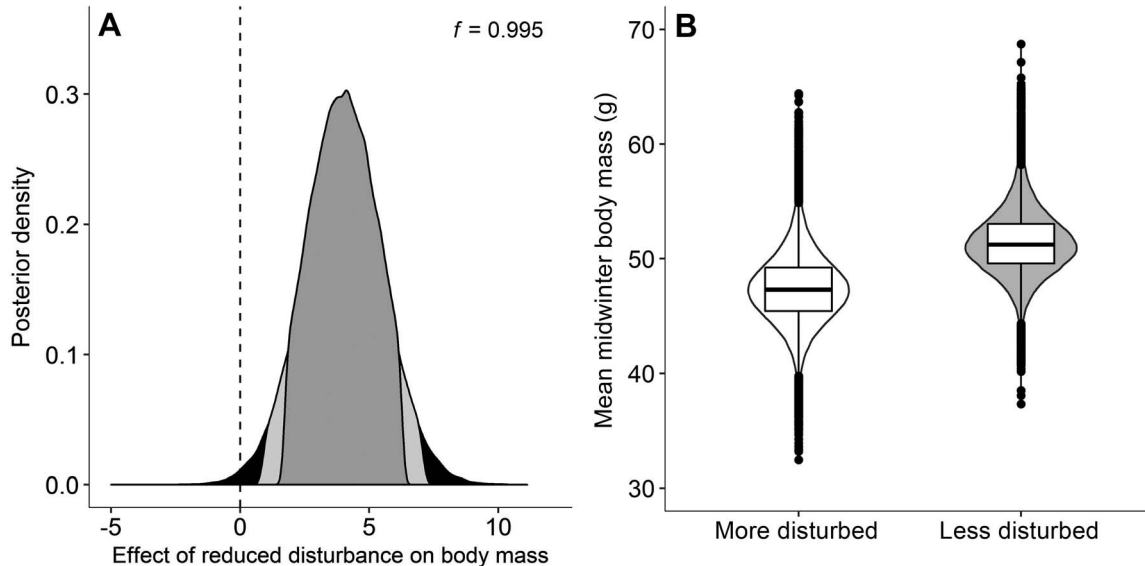 A
f = 0.995
Posterior density
0.3
0.2
0.1
0.0
-5 0 5 10
Effect of reduced disturbance on body mass
B
Mean midwinter body mass (g)
70
60
50
40
30
More disturbed Less disturbed